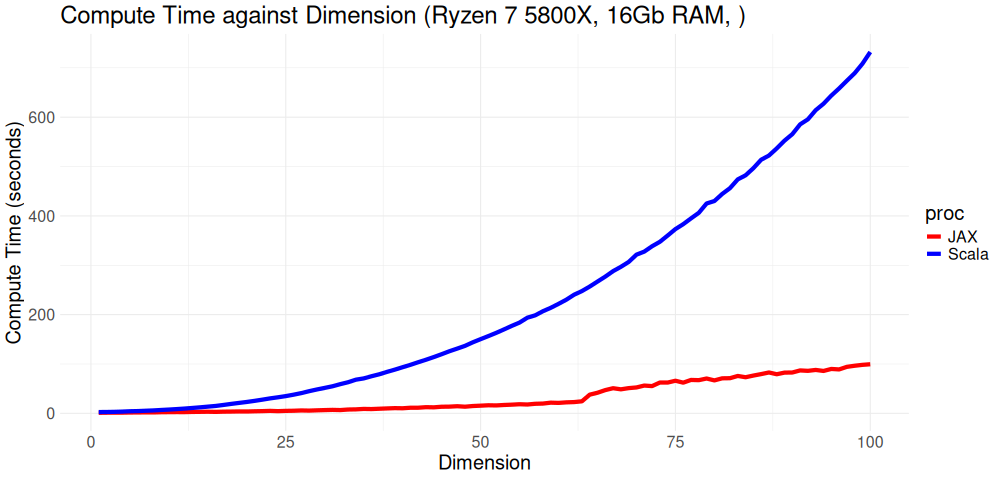 Compute Time against Dimension (Ryzen 7 5800X, 16Gb RAM, )
Compute Time (seconds)
600
400
200
0
0 25 50 75 100
Dimension
proc
JAX
Scala